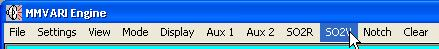 MMVARI Engine
File Settings View Mode Display Aux 1 Aux 2 SO2R SO2V Notch Clear